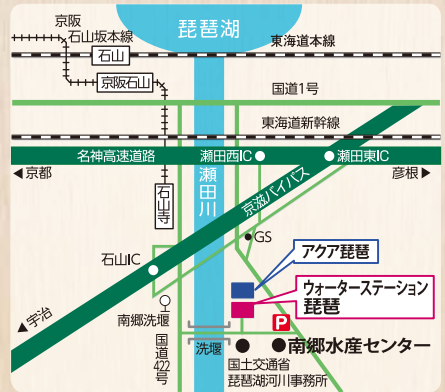 琵琶湖
京阪
石山坂本線
石山
東海道本線
京阪石山
国道1号
東海道新幹線
名神高速道路
瀬田西IC
瀬田東IC
◀京都
彦根▶
瀬田川
京滋バイパス
石山寺
GS
アクア琵琶
石山IC
ウォーターステーション
琵琶
▲宇治
南郷洗堰
P
国道422号
洗堰
南郷水産センター
国土交通省
琵琶湖河川事務所